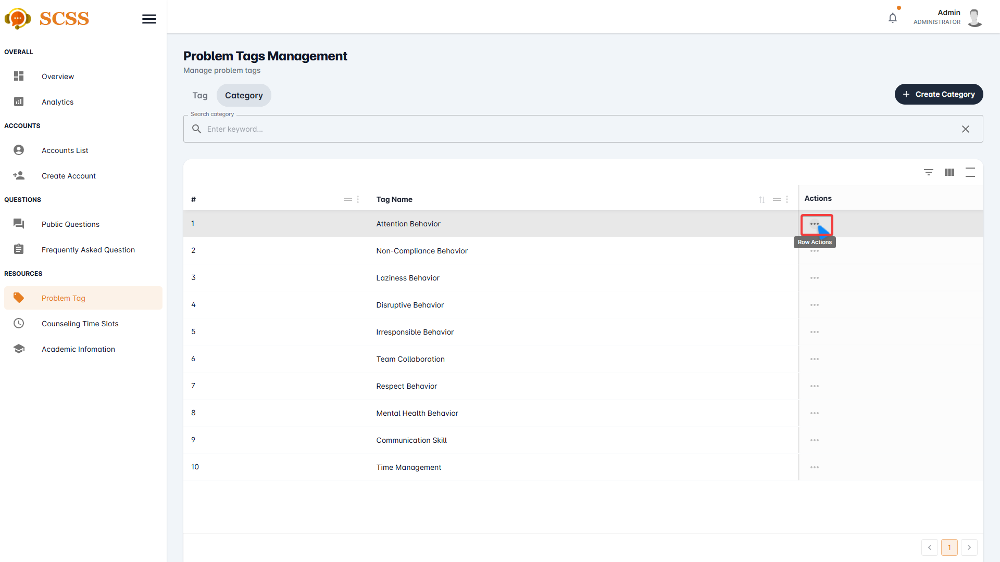 SCSS
Admin
ADMINISTRATOR
OVERALL
Overview
Analytics
ACCOUNTS
Accounts List
Create Account
QUESTIONS
Public Questions
Frequently Asked Question
RESOURCES
Problem Tag
Counseling Time Slots
Academic Infomation
Problem Tags Management
Manage problem tags
Tag
Category
+ Create Category
Search category
Enter keyword...
# Tag Name Actions
1 Attention Behavior
Row Actions
2 Non-Compliance Behavior
3 Laziness Behavior
4 Disruptive Behavior
5 Irresponsible Behavior
6 Team Collaboration
7 Respect Behavior
8 Mental Health Behavior
9 Communication Skill
10 Time Management
1